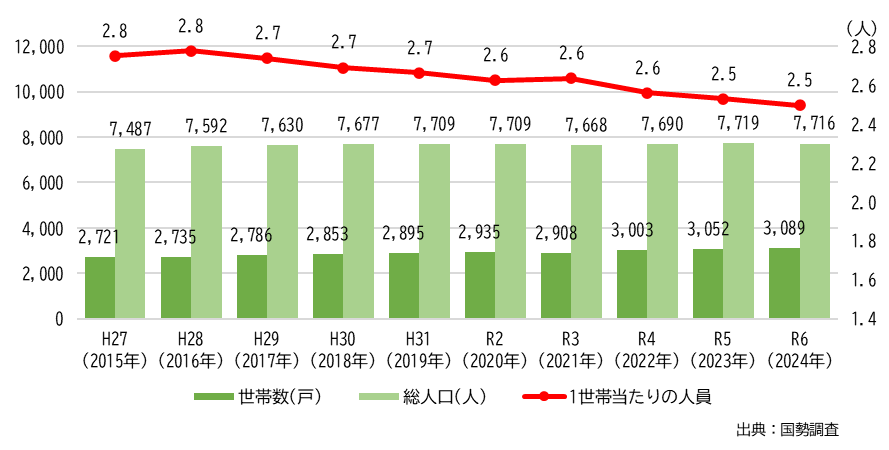 (人)
2.8 2.8 2.7 2.7 2.7 2.6 2.6 2.6 2.5 2.5
12,000 2.8
10,000 2.6
7,487 7,592 7,630 7,677 7,709 7,709 7,668 7,690 7,719 7,716
2.4
8,000
2.2
6,000
2.0
4,000
2,721 2,735 2,786 2,853 2,895 2,935 2,908 3,003 3,052 3,089
1.8
2,000
1.6
0 1.4
H27 H28 H29 H30 H31 R2 R3 R4 R5 R6
(2015年) (2016年) (2017年) (2018年) (2019年) (2020年) (2021年) (2022年) (2023年) (2024年)
世帯数(戸) 総人口(人) 1世帯当たりの人員
出典：国勢調査